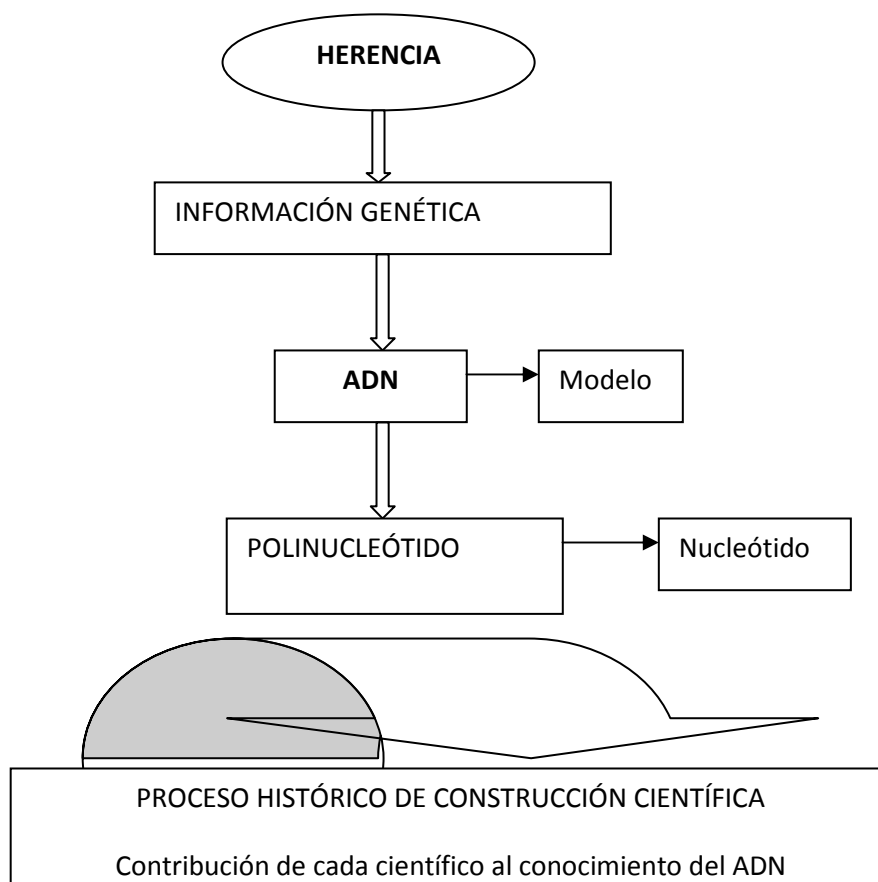 HERENCIA
INFORMACIÓN GENÉTICA
ADN
Modelo
POLINUCLEÓTIDO
Nucleótido
PROCESO HISTÓRICO DE CONSTRUCCIÓN CIENTÍFICA
Contribución de cada científico al conocimiento del ADN